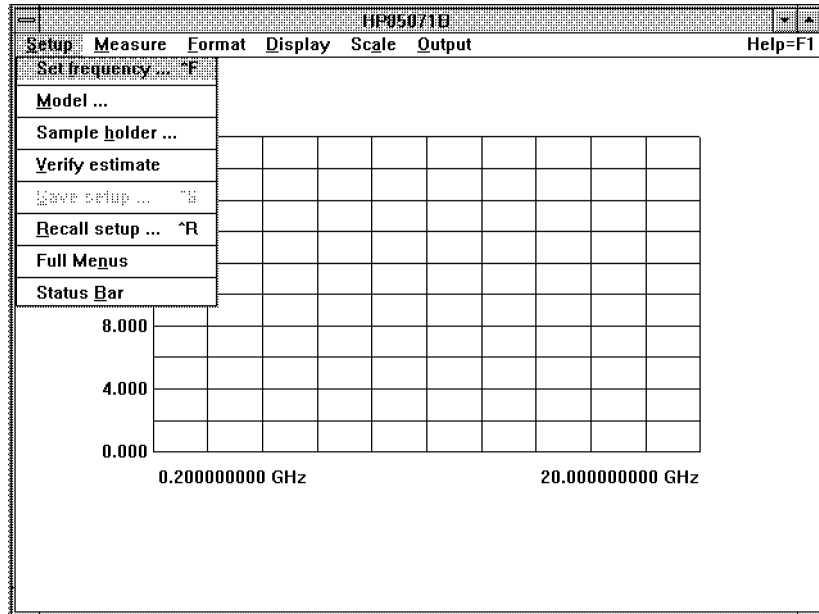 HP85071B
Setup Measure Format Display Scale Output Help=F1
Set frequency ... ^F
Model ...
Sample holder ...
Verify estimate
Save setup ... ^S
Recall setup ... ^R
Full Menus
Status Bar
8.000
4.000
0.000
0.200000000 GHz 20.000000000 GHz